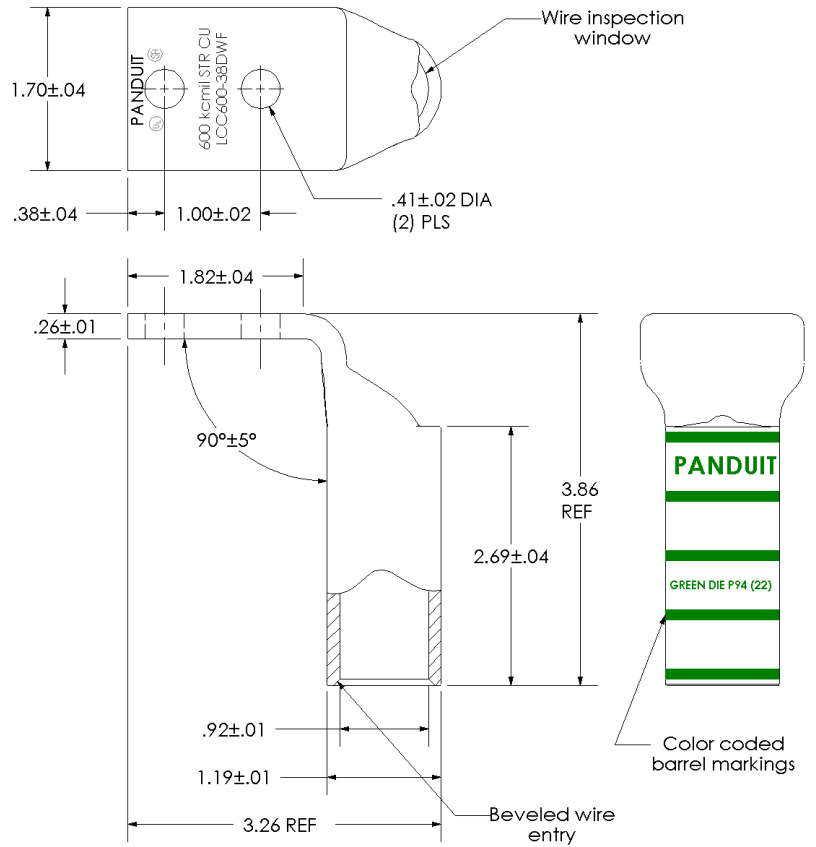 Wire inspection
window
1.70±.04
PANDUIT
UL
600 kcmil STR CU
LCC600-38DWF
.38±.04
1.00±.02
.41±.02 DIA
(2) PLS
1.82±.04
.26±.01
90°±5°
3.86
REF
2.69±.04
PANDUIT
GREEN DIE P94 (22)
.92±.01
1.19±.01
3.26 REF
Color coded
barrel markings
Beveled wire
entry